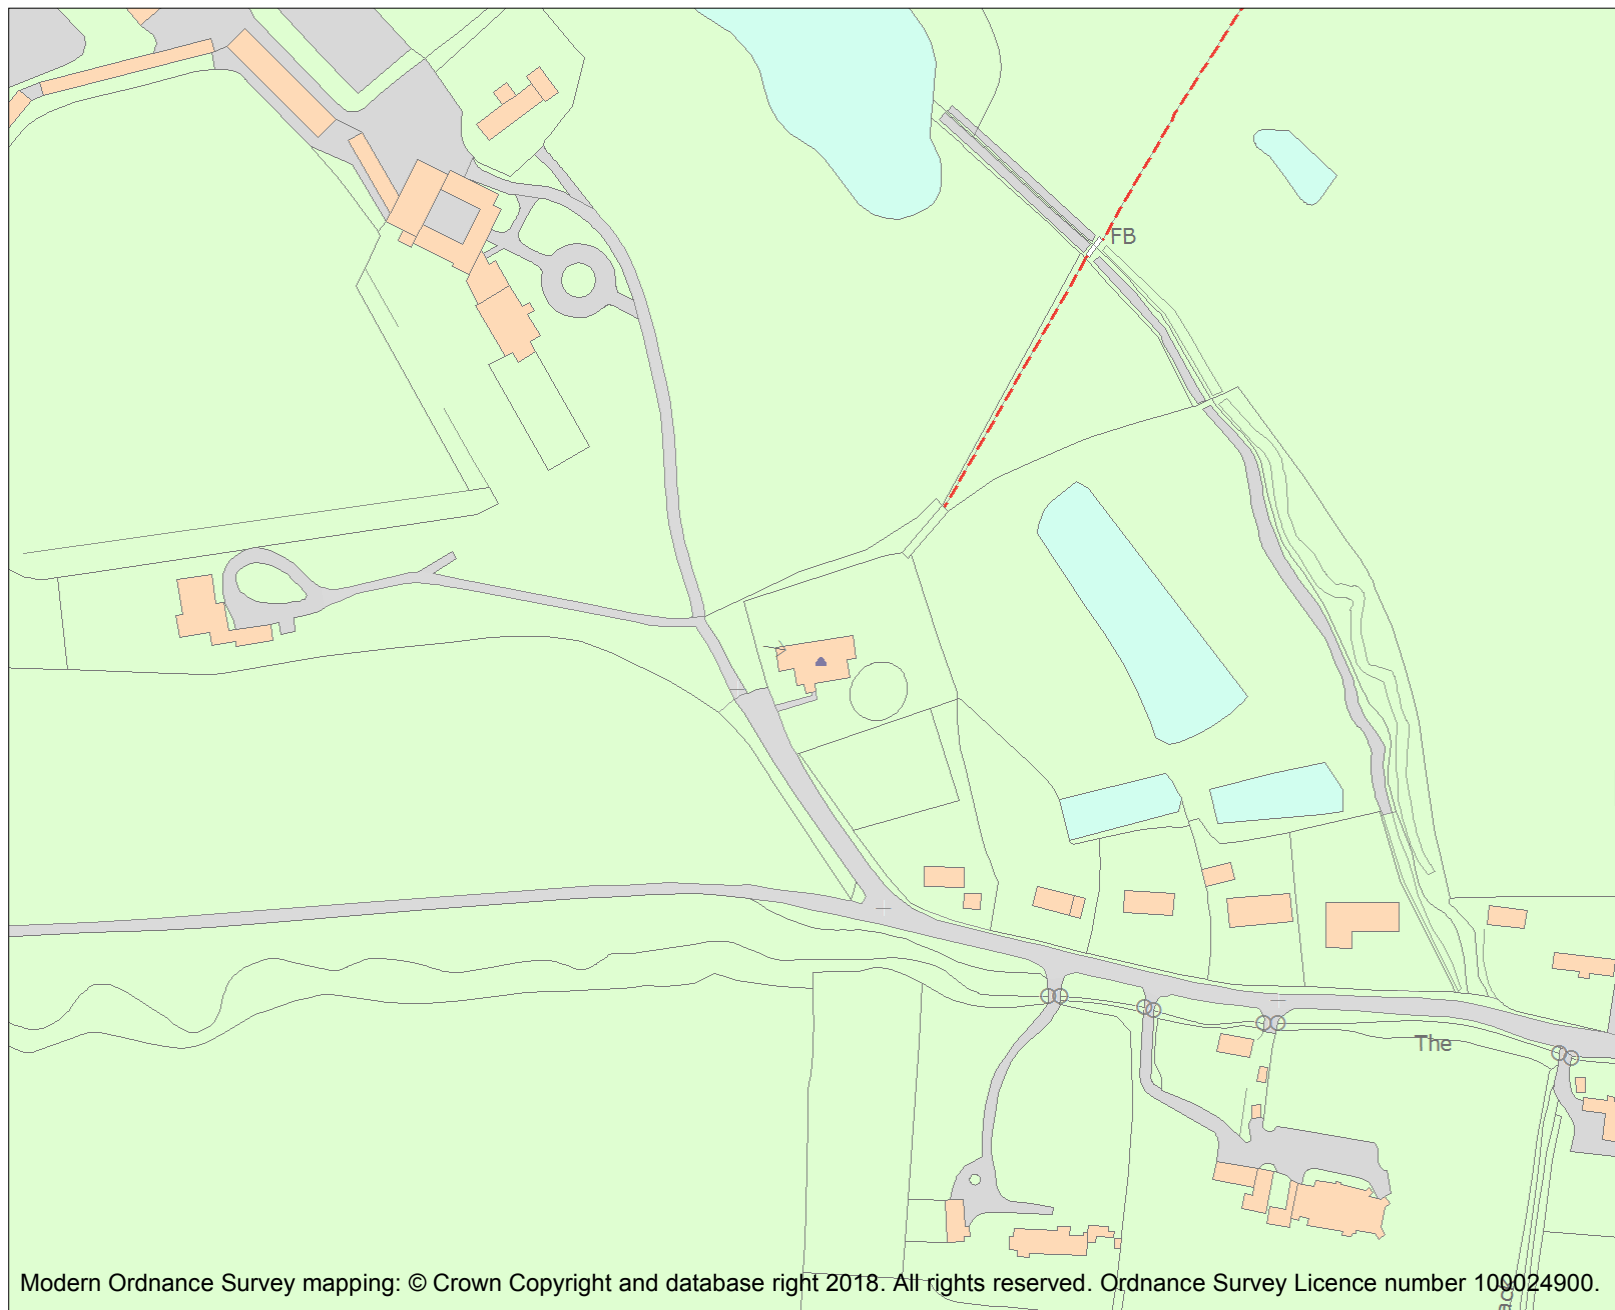 FB
The
Modern Ordnance Survey mapping: © Crown Copyright and database right 2018. All rights reserved. Ordnance Survey Licence number 100024900.